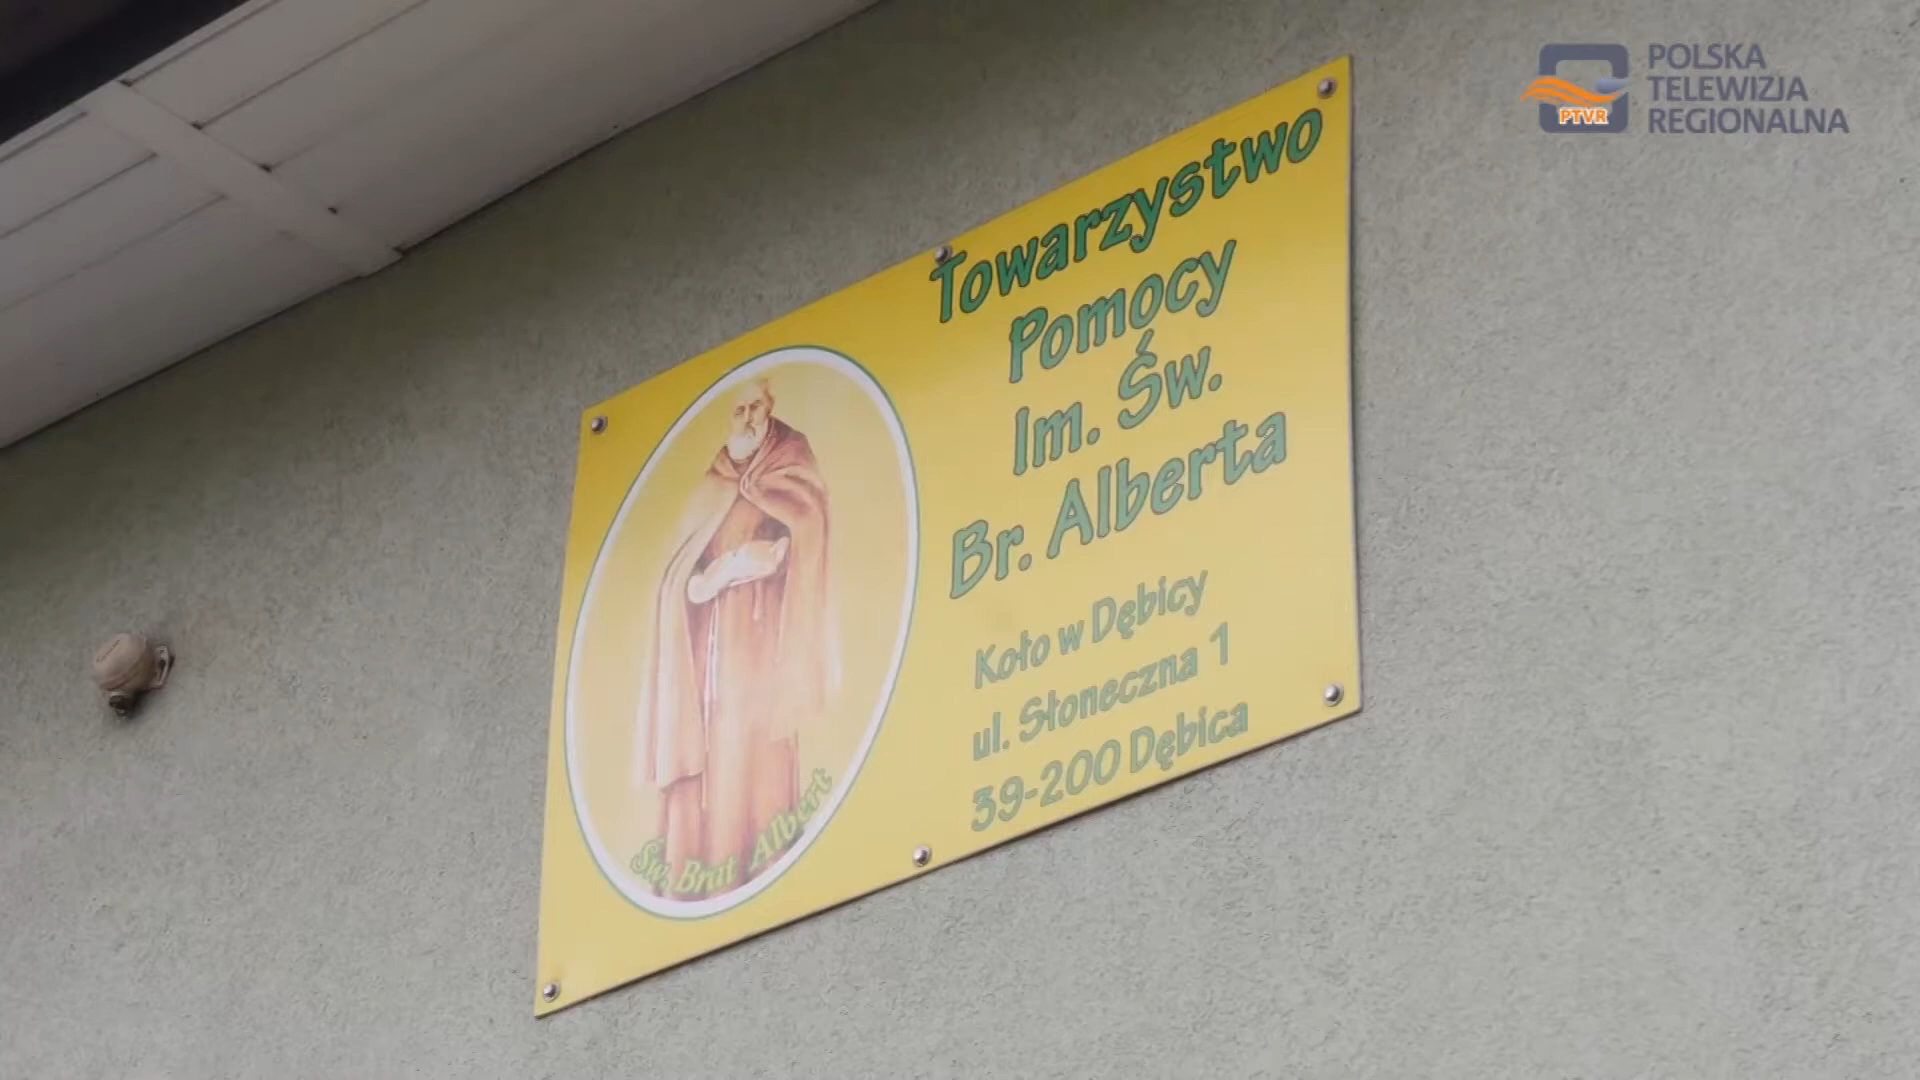 POLSKA
TELEWIZJA
REGIONALNA
PTVR
Towarzystwo
Pomocy
Im. Św.
Br. Alberta
Koło w Dębicy
ul. Słoneczna 1
39-200 Dębica
Św. Brat Albert